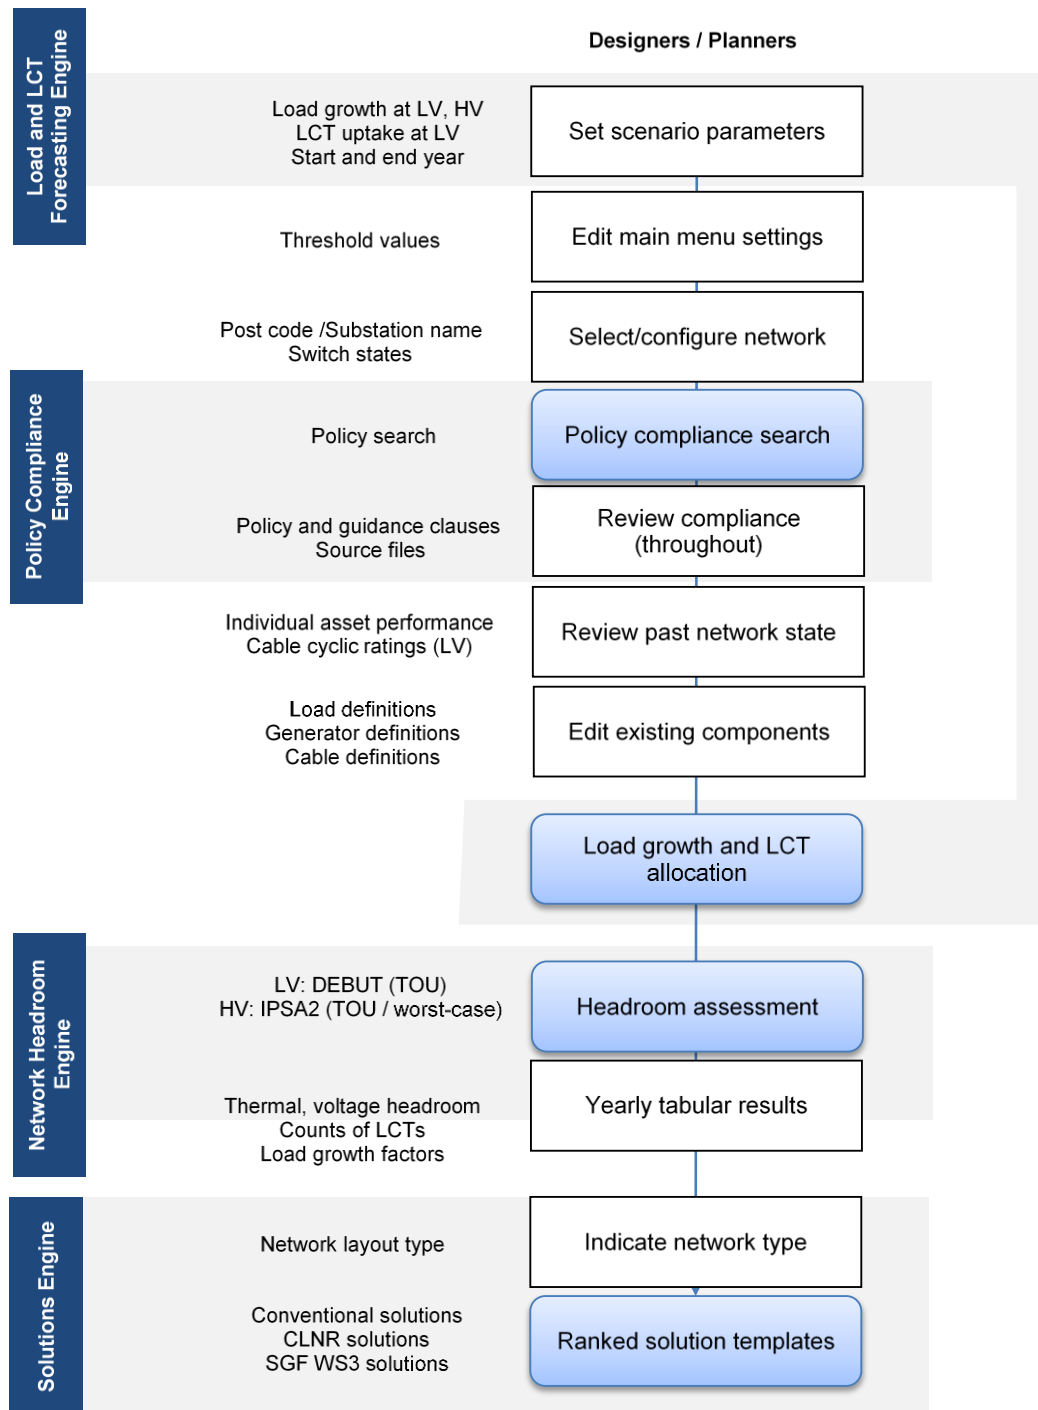 Designers / Planners
Load and LCT
Forecasting Engine
Load growth at LV, HV
LCT uptake at LV
Start and end year
Set scenario parameters
Threshold values
Edit main menu settings
Post code /Substation name
Switch states
Select/configure network
Policy Compliance
Engine
Policy search
Policy compliance search
Policy and guidance clauses
Source files
Review compliance
(throughout)
Individual asset performance
Cable cyclic ratings (LV)
Review past network state
Load definitions
Generator definitions
Cable definitions
Edit existing components
Load growth and LCT
allocation
Network Headroom
Engine
LV: DEBUT (TOU)
HV: IPSA2 (TOU / worst-case)
Headroom assessment
Thermal, voltage headroom
Counts of LCTs
Load growth factors
Yearly tabular results
Solutions Engine
Network layout type
Indicate network type
Conventional solutions
CLNR solutions
SGF WS3 solutions
Ranked solution templates